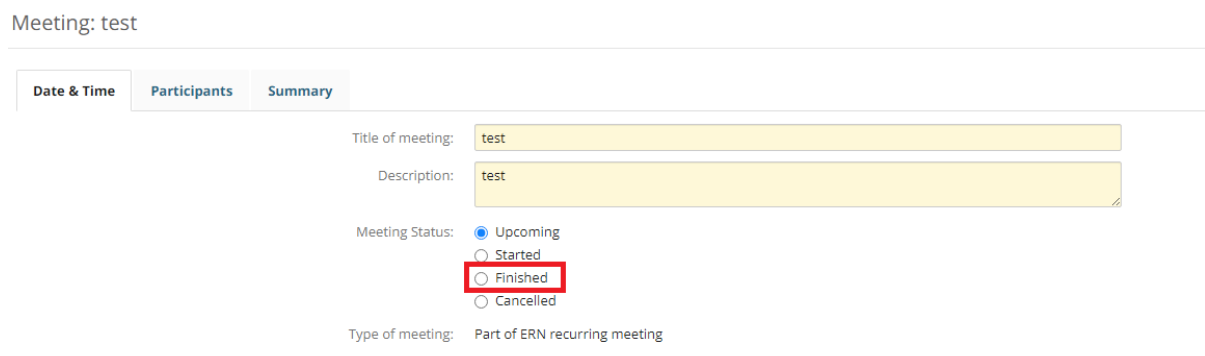 Meeting: test
Date & Time Participants Summary
Title of meeting: test
Description: test
Meeting Status: Upcoming
Started
Finished
Cancelled
Type of meeting: Part of ERN recurring meeting